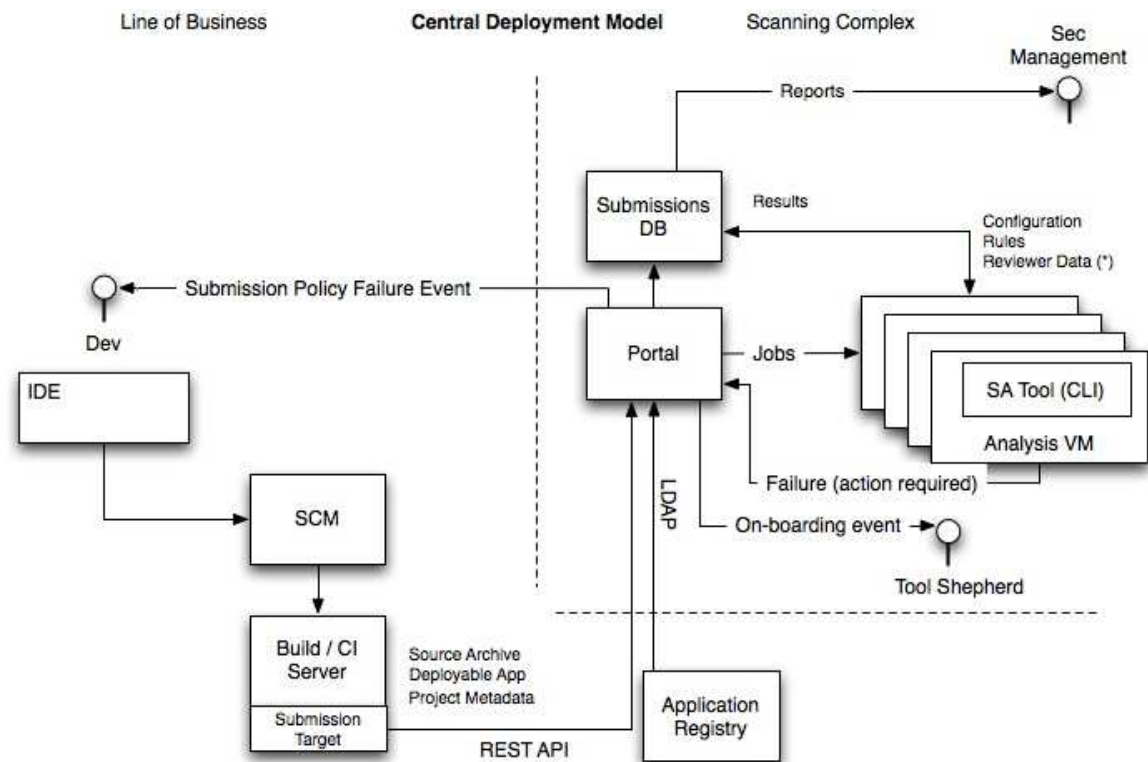 Line of Business
Central Deployment Model
Scanning Complex
Sec
Management
Reports
Submissions
DB
Results
Configuration
Rules
Reviewer Data (*)
Submission Policy Failure Event
Dev
Portal
Jobs
IDE
SA Tool (CLI)
Analysis VM
Failure (action required)
SCM
LDAP
On-boarding event
Tool Shepherd
Build / CI
Server
Source Archive
Deployable App
Project Metadata
Submission
Target
REST API
Application
Registry